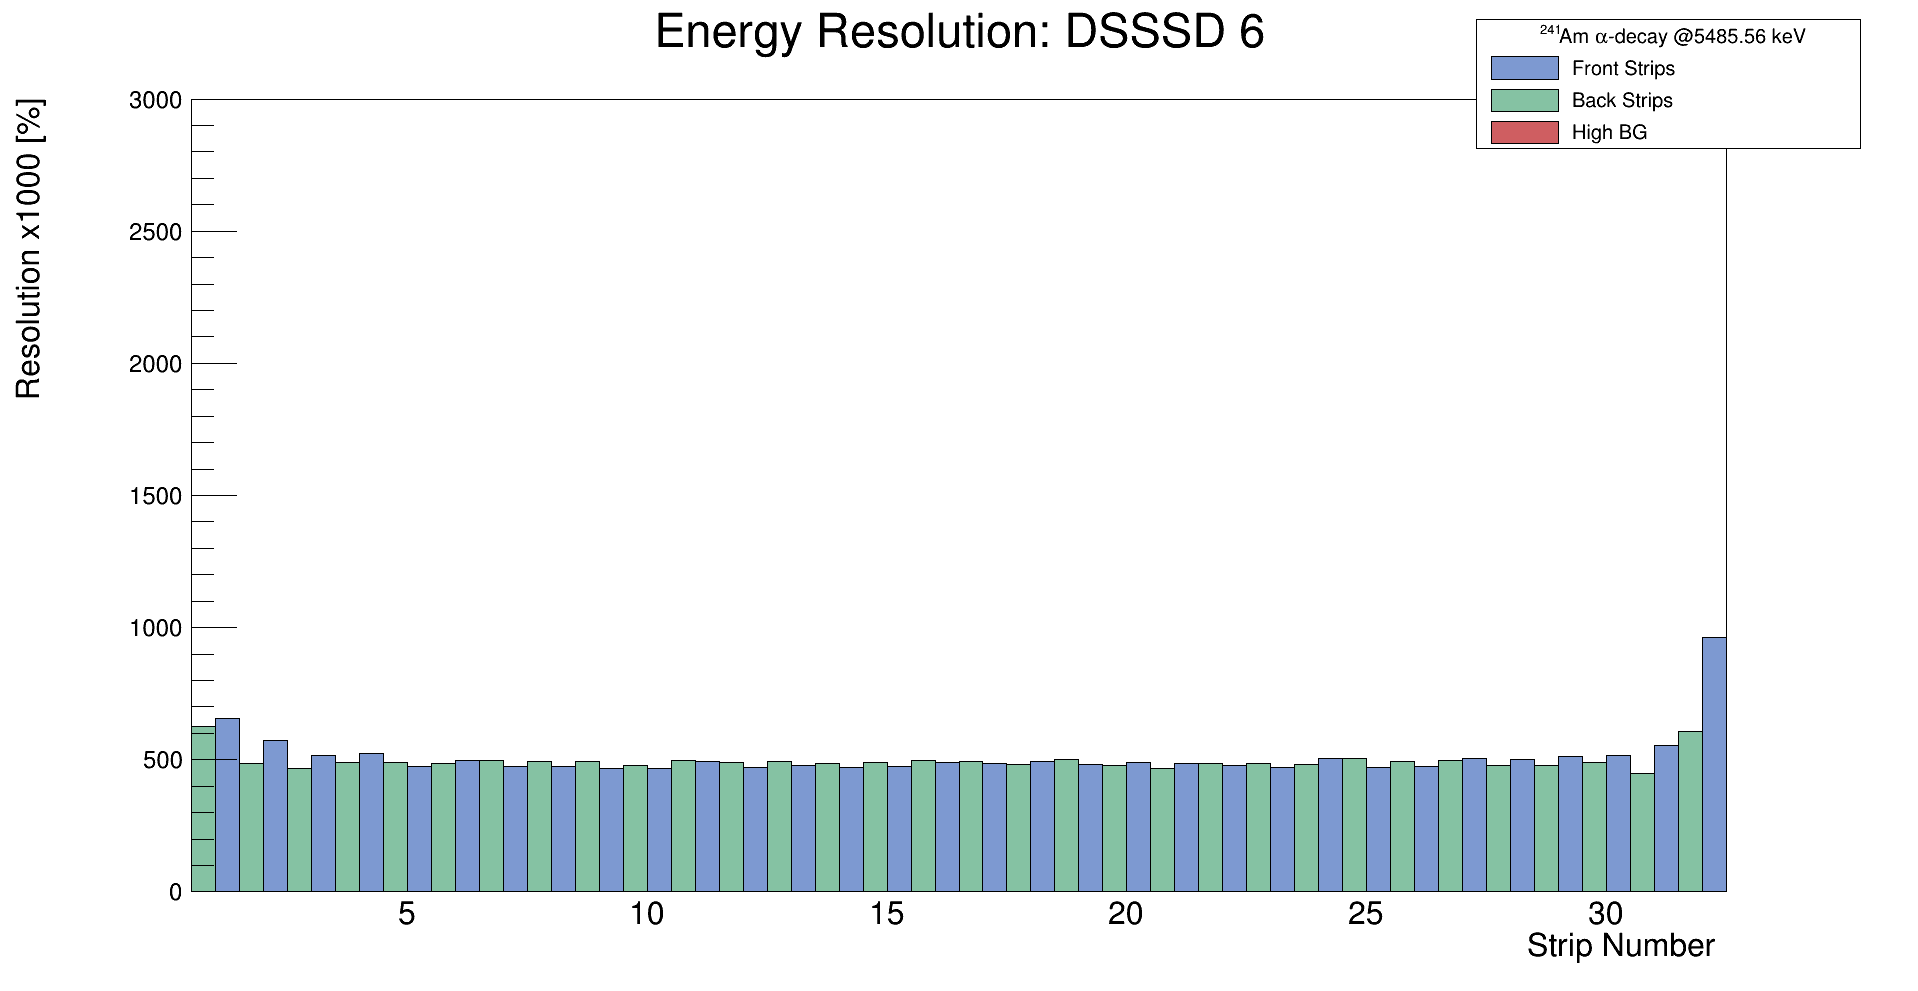 Energy Resolution: DSSSD 6
²⁴¹Am α-decay @5485.56 keV
Front Strips
Back Strips
High BG
Resolution x1000 [%]
3000
2500
2000
1500
1000
500
0
5 10 15 20 25 30
Strip Number